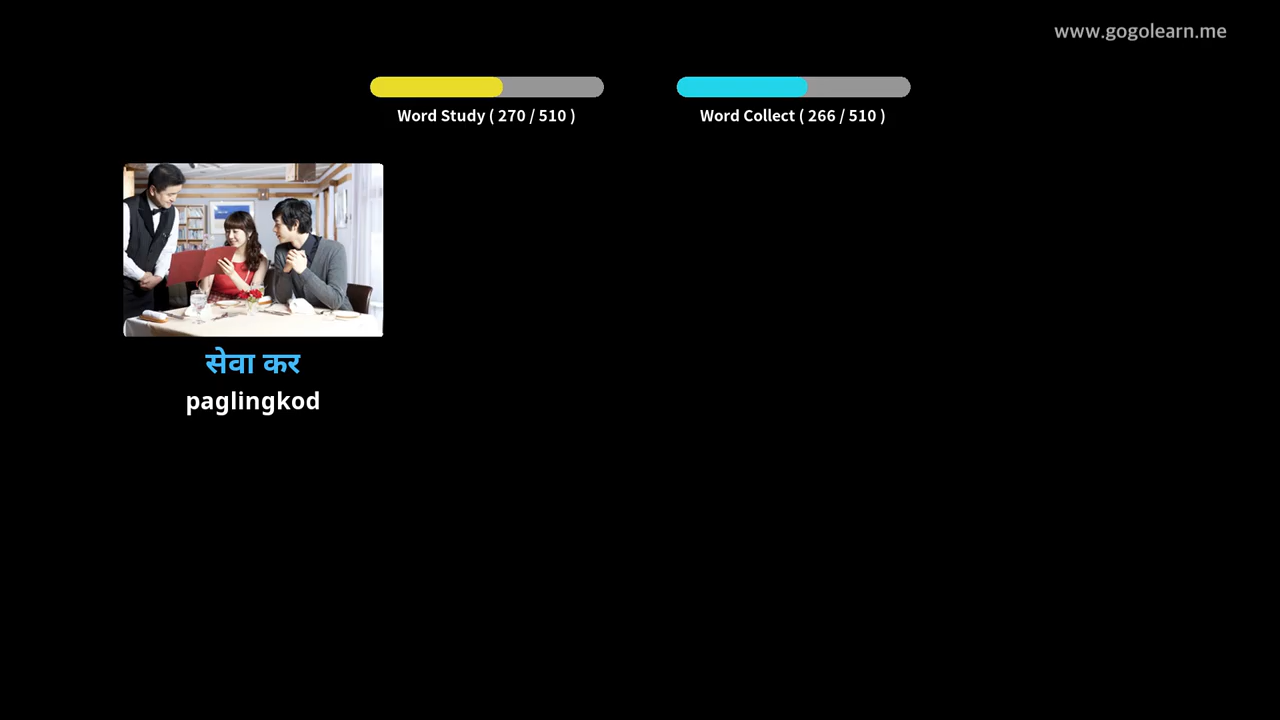 www.gogolearn.me
Word Study ( 270 / 510 )
Word Collect ( 266 / 510 )
सेवा कर
paglingkod